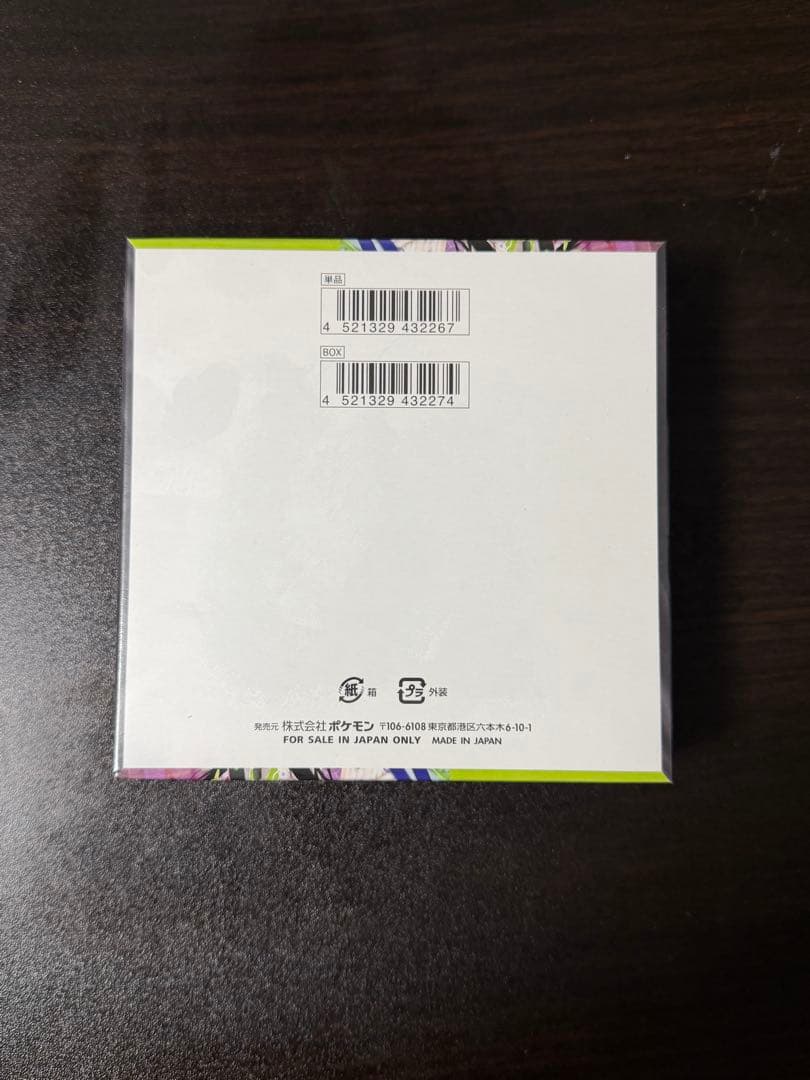 単品
4 521329 432267
BOX
4 521329 432274
紙 箱
プラ 外装
発売元 株式会社ポケモン 〒106-6108 東京都港区六本木6-10-1
FOR SALE IN JAPAN ONLY MADE IN JAPAN